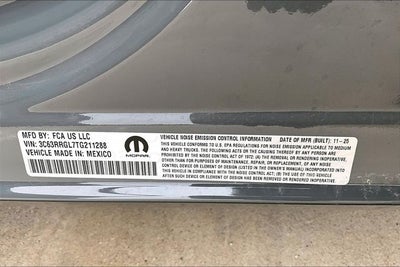 MFD BY: FCA US LLC
VIN: 3C63RRGL7TG211288
VEHICLE MADE IN: MEXICO
MOPAR
VEHICLE NOISE EMISSION CONTROL INFORMATION DATE OF MFR (BUILT): 11-25
THIS VEHICLE CONFORMS TO U.S. EPA REGULATIONS FOR NOISE EMISSION APPLICABLE TO MEDIUM
THE FOLLOWING ACTS OR THE CAUSING THEREOF BY ANY PERSON ARE PROHIBITED BY THE NOISE
CONTROL ACT OF 1972: (A) THE REMOVAL OR RENDERING INOPERATIVE,
OTHER THAN FOR PURPOSES OF MAINTENANCE, REPAIR, OR REPLACEMENT, OF ANY NOISE CONTROL
DEVICE OR ELEMENT OF DESIGN (LISTED IN THE OWNER'S MANUAL) INCORPORATED INTO THIS
VEHICLE IN COMPLIANCE WITH THE NOISE CONTROL ACT.
(B) THE USE OF THIS VEHICLE AFTER SUCH DEVICE OR ELEMENT OF
DESIGN HAS BEEN REMOVED OR RENDERED INOPERATIVE.